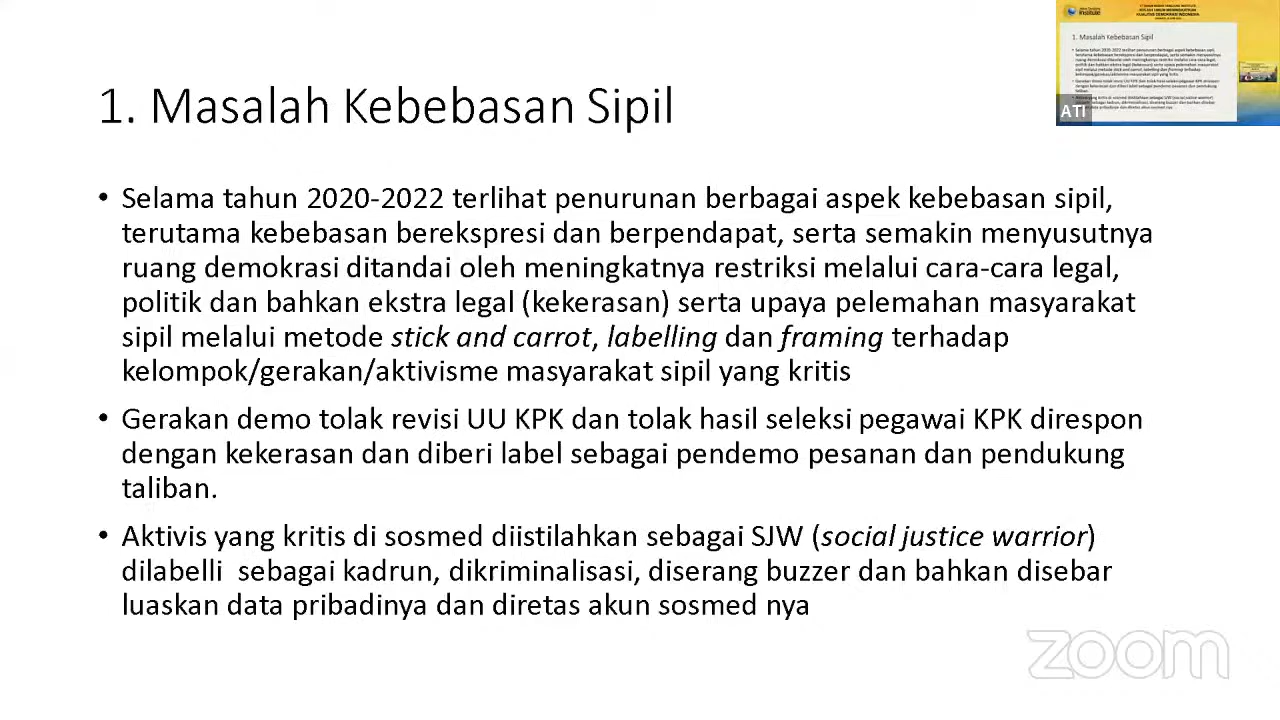 1. Masalah Kebebasan Sipil
• Selama tahun 2020-2022 terlihat penurunan berbagai aspek kebebasan sipil,
terutama kebebasan berekspresi dan berpendapat, serta semakin menyusutnya
ruang demokrasi ditandai oleh meningkatnya restriksi melalui cara-cara legal,
politik dan bahkan ekstra legal (kekerasan) serta upaya pelemahan masyarakat
sipil melalui metode stick and carrot, labelling dan framing terhadap
kelompok/gerakan/aktivisme masyarakat sipil yang kritis
• Gerakan demo tolak revisi UU KPK dan tolak hasil seleksi pegawai KPK direspon
dengan kekerasan dan diberi label sebagai pendemo pesanan dan pendukung
taliban.
• Aktivis yang kritis di sosmed diistilahkan sebagai SJW (social justice warrior)
dilabelli  sebagai kadrun, dikriminalisasi, diserang buzzer dan bahkan disebar
luaskan data pribadinya dan diretas akun sosmed nya
1. Masalah Kebebasan Sipil
ATI
zoom